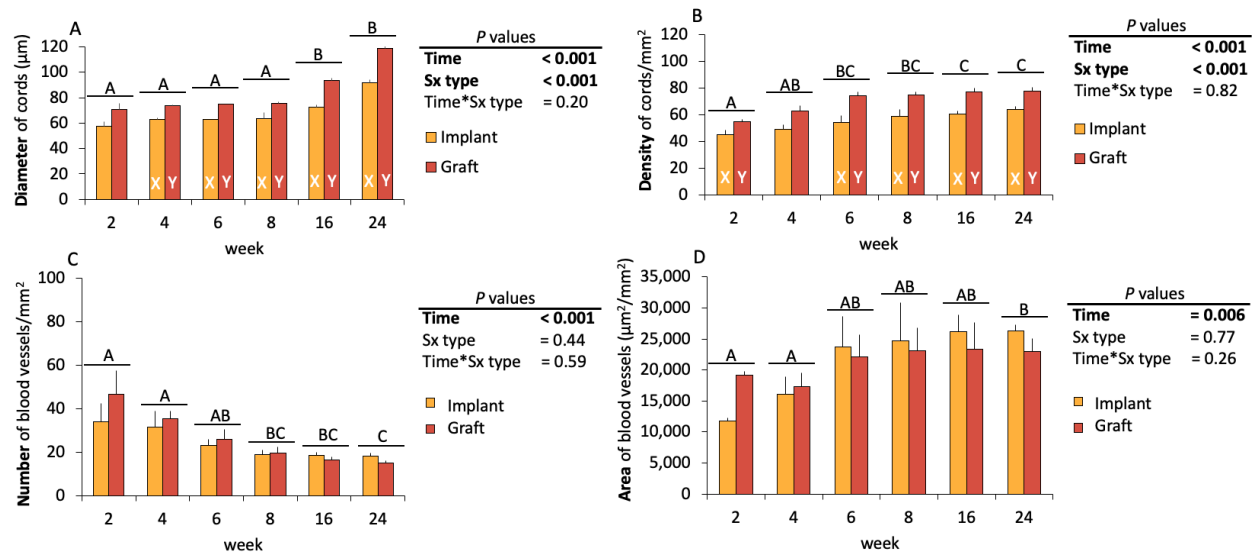 A
Diameter of cords (µm)
120
100
80
60
40
20
0
A
A
A
A
B
B
X Y
X Y
X Y
X Y
X Y
2 4 6 8 16 24
week
P values
Time < 0.001
Sx type < 0.001
Time*Sx type = 0.20
Implant
Graft
B
Density of cords/mm²
120
100
80
60
40
20
0
A
AB
BC
BC
C
C
X Y
X Y
X Y
X Y
X Y
2 4 6 8 16 24
week
P values
Time < 0.001
Sx type < 0.001
Time*Sx type = 0.82
Implant
Graft
C
Number of blood vessels/mm²
100
80
60
40
20
0
A
A
AB
BC
BC
C
2 4 6 8 16 24
week
P values
Time < 0.001
Sx type = 0.44
Time*Sx type = 0.59
Implant
Graft
D
Area of blood vessels (µm²/mm²)
35,000
30,000
25,000
20,000
15,000
10,000
5,000
0
A
A
AB
AB
AB
B
2 4 6 8 16 24
week
P values
Time = 0.006
Sx type = 0.77
Time*Sx type = 0.26
Implant
Graft